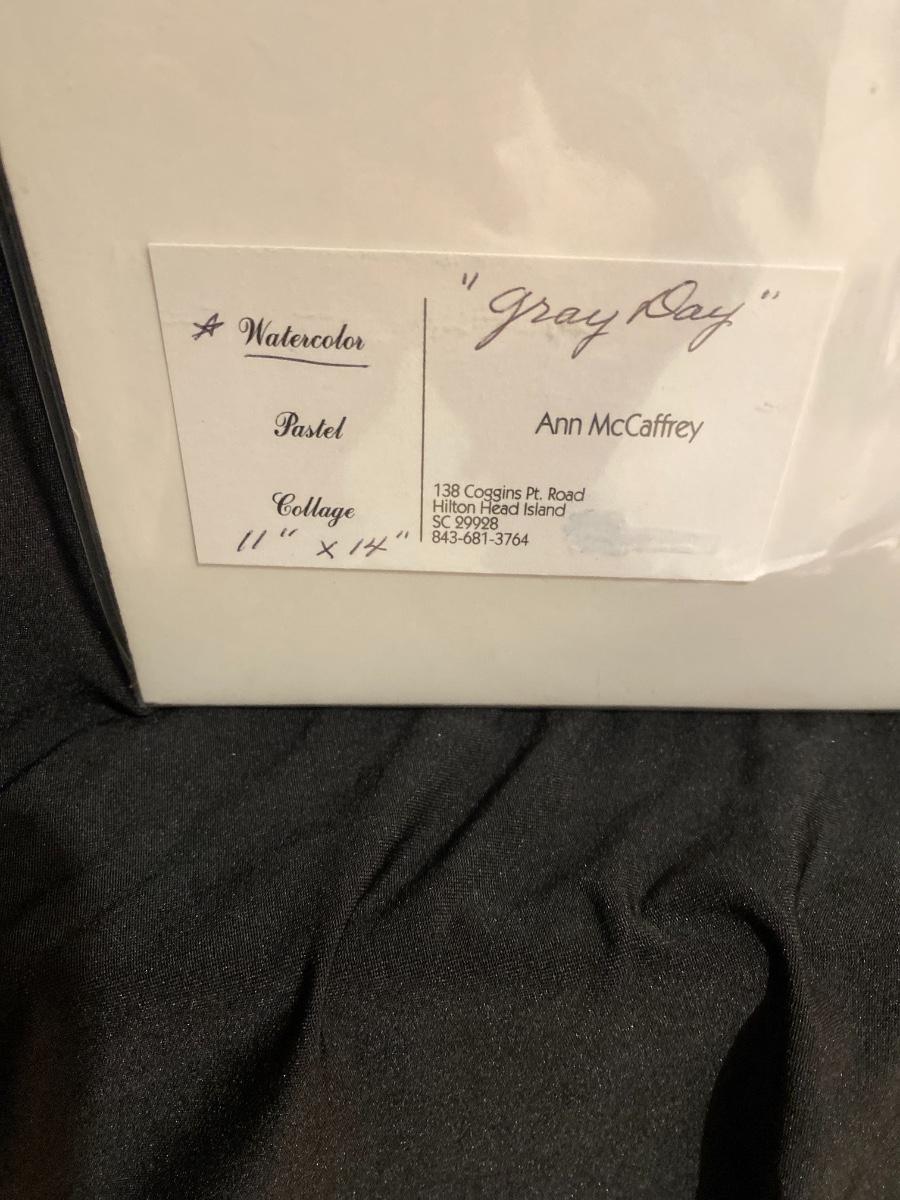 "Gray Day"
☆ Watercolor
Pastel
Collage
11" x 14"
Ann McCaffrey
138 Coggins Pt. Road
Hilton Head Island
SC 29928
843-681-3764